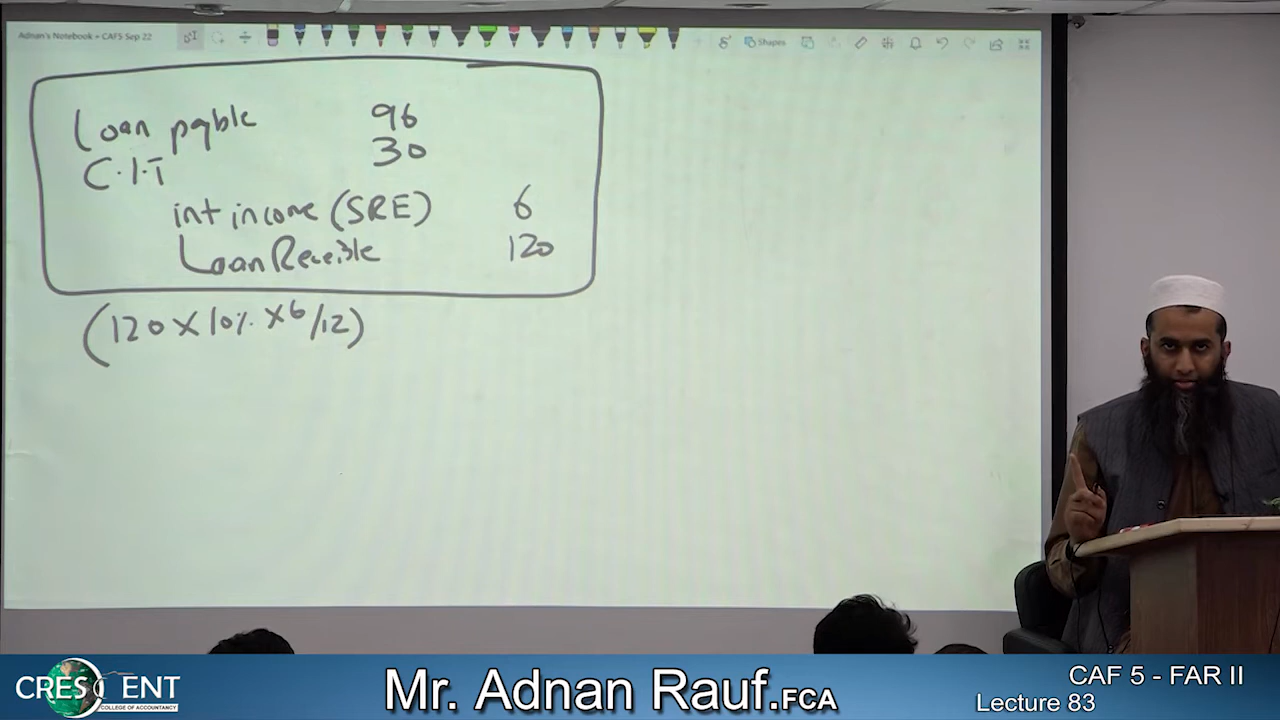 Adnan's Notebook » CAF5 Sep 22
Shapes
Loan payble 96
C.I.T 30
int income (SRE) 6
Loan Receible 120
(120 X 10% X 6/12)
CRESCENT
COLLEGE OF ACCOUNTANCY
Mr. Adnan Rauf.FCA
CAF 5 - FAR II
Lecture 83